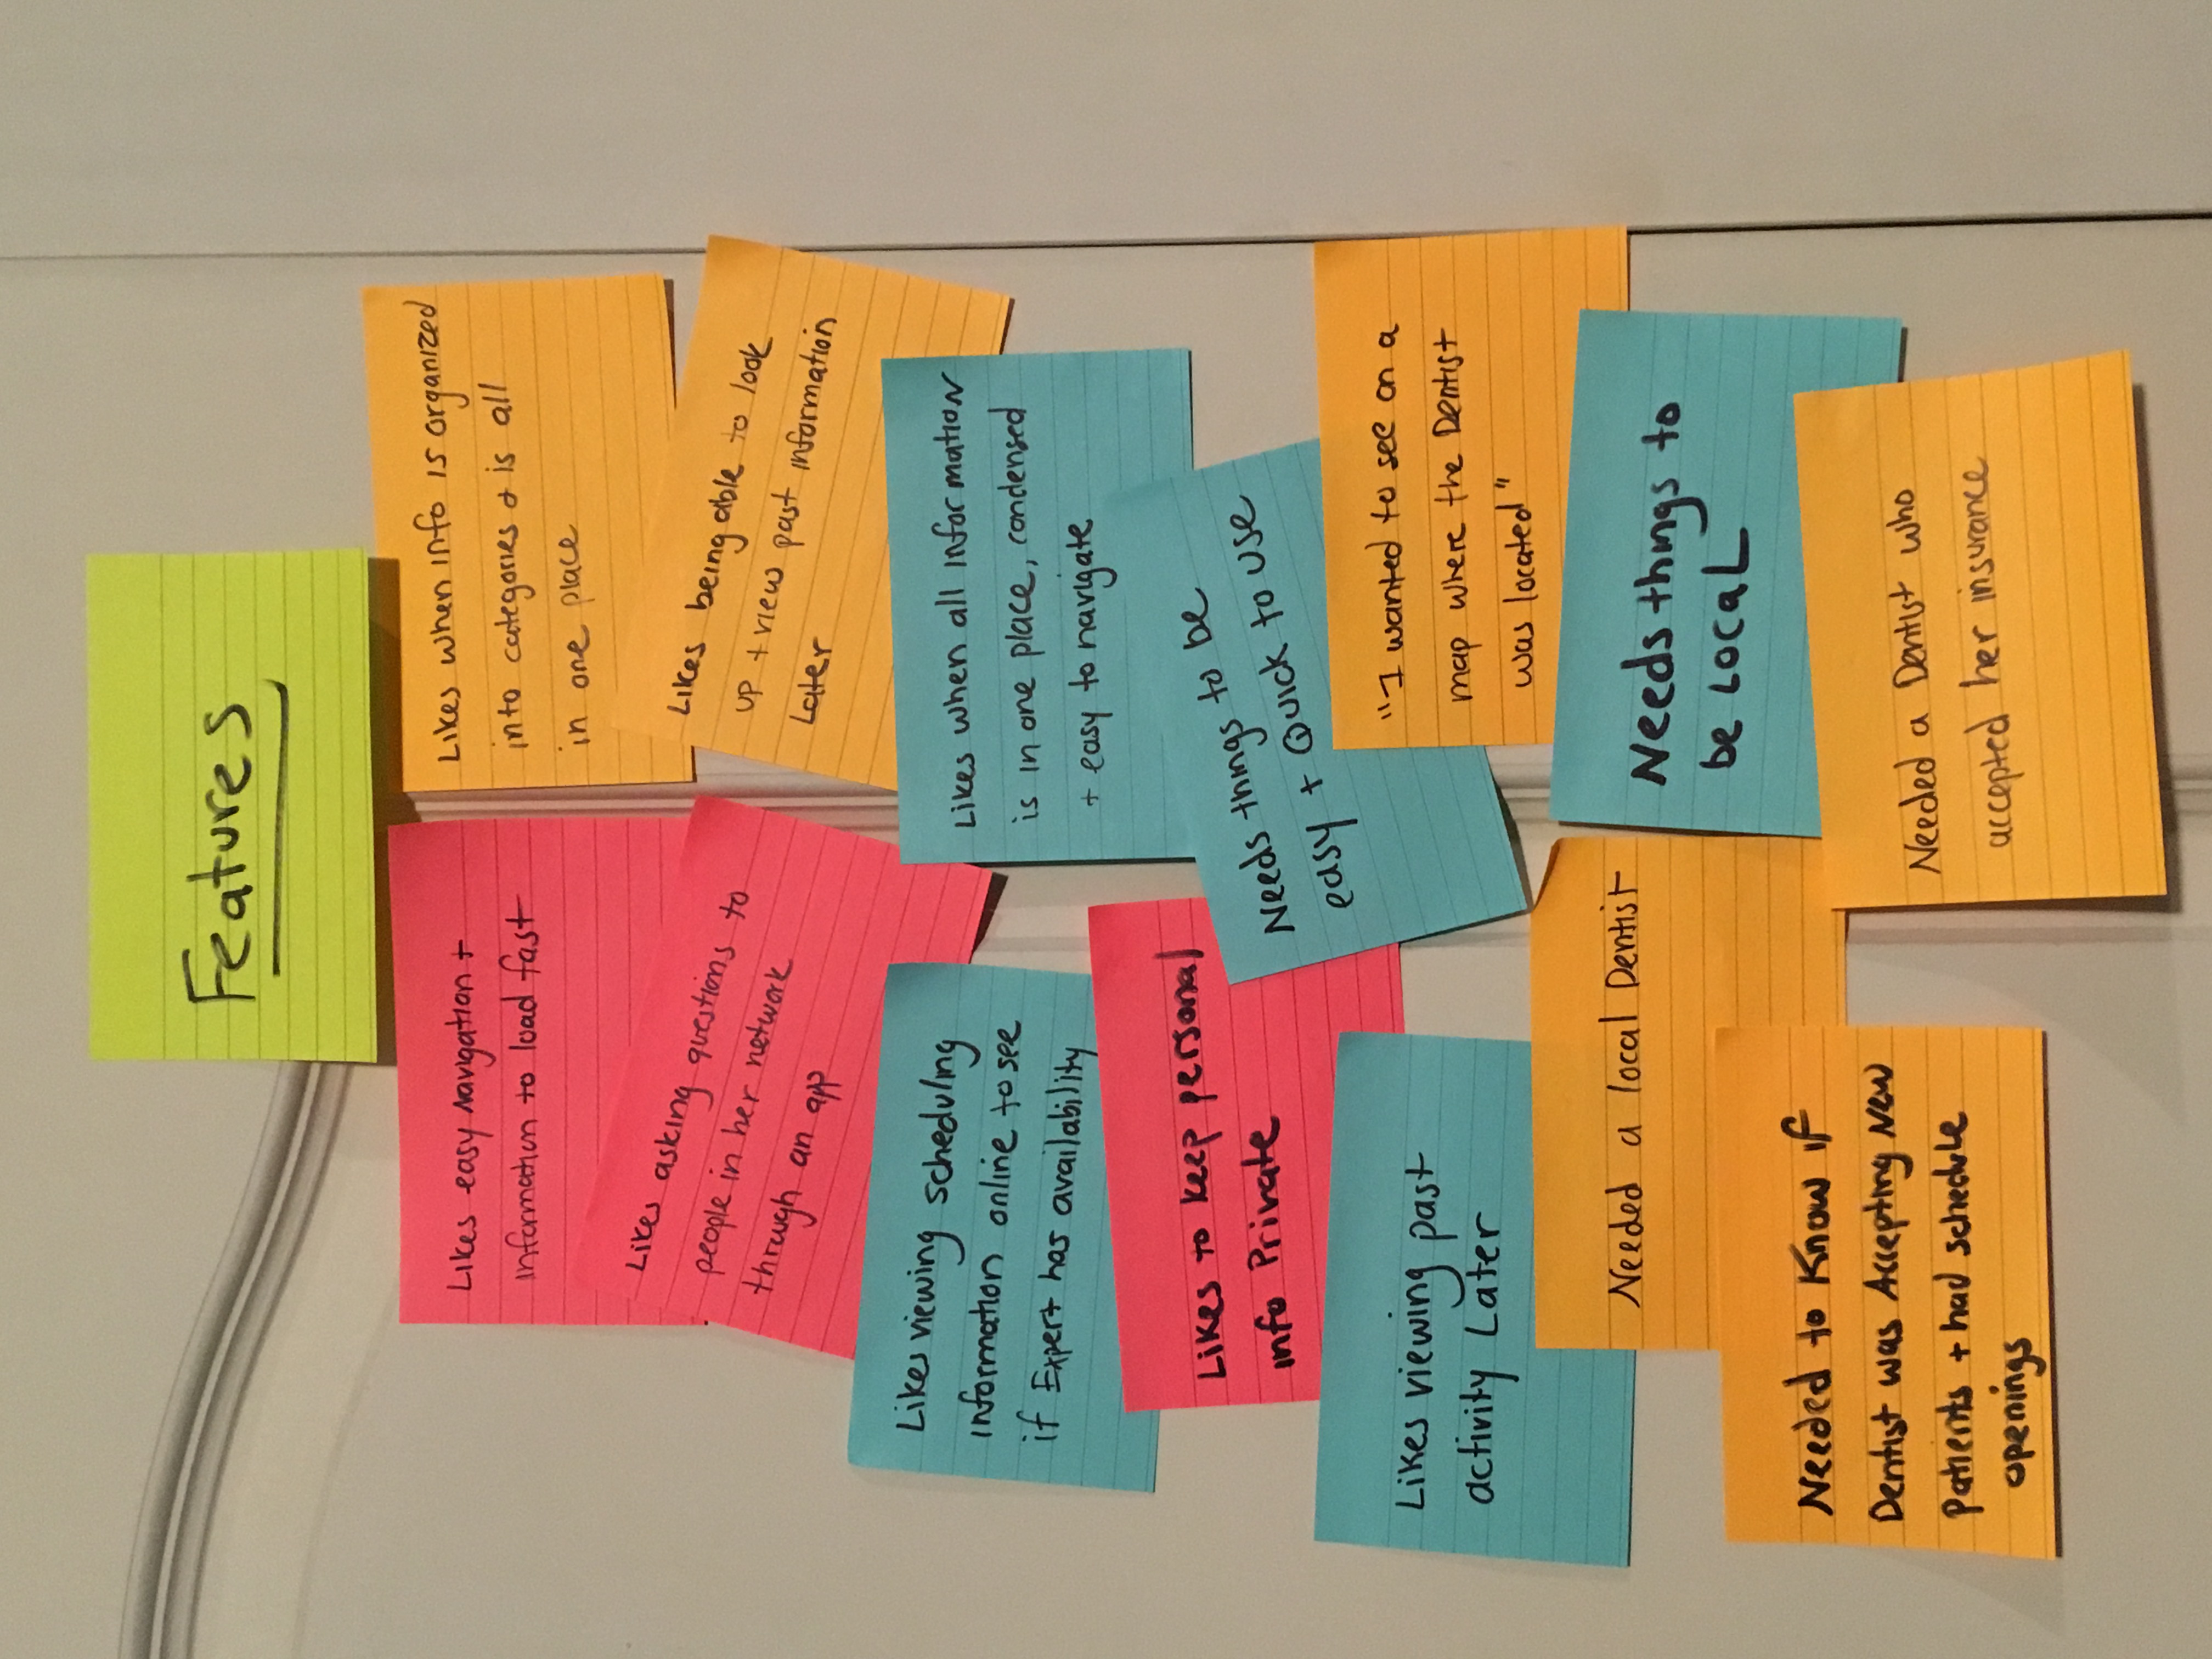 Features
Likes easy Navigation +
information to load fast
Likes when info is organized
into categories + is all
in one place
Likes asking questions to
people in her network
through an app
Likes being able to look
up + view past information
Later
Likes viewing scheduling
information online to see
if Expert has availability
Likes when all information
is in one place, condensed
+ easy to navigate
Likes to keep personal
info Private
Needs things to be
easy + Quick to use
Likes viewing past
activity Later
"I wanted to see on a
map where the Dentist
was located"
Needed a local Dentist
Needs things to
be Local
Needed to Know if
Dentist was Accepting New
Patients + had schedule
openings
Needed a Dentist who
accepted her insurance